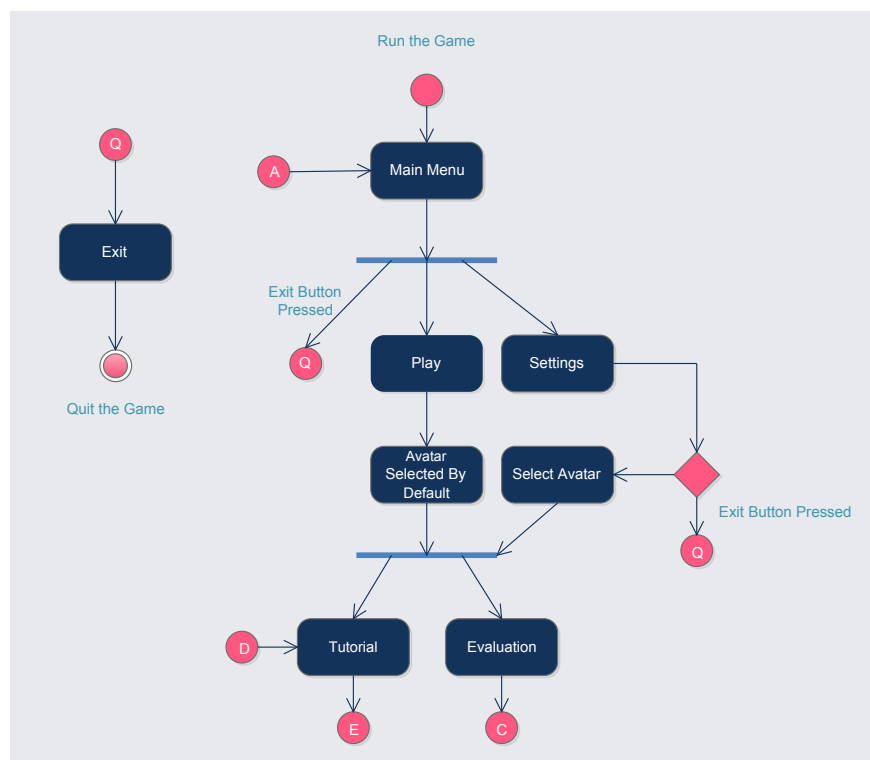 Run the Game
Q
A
Main Menu
Exit
Exit Button
Pressed
Q
Play
Settings
Quit the Game
Avatar
Selected By
Default
Select Avatar
Exit Button Pressed
Q
D
Tutorial
Evaluation
E
C